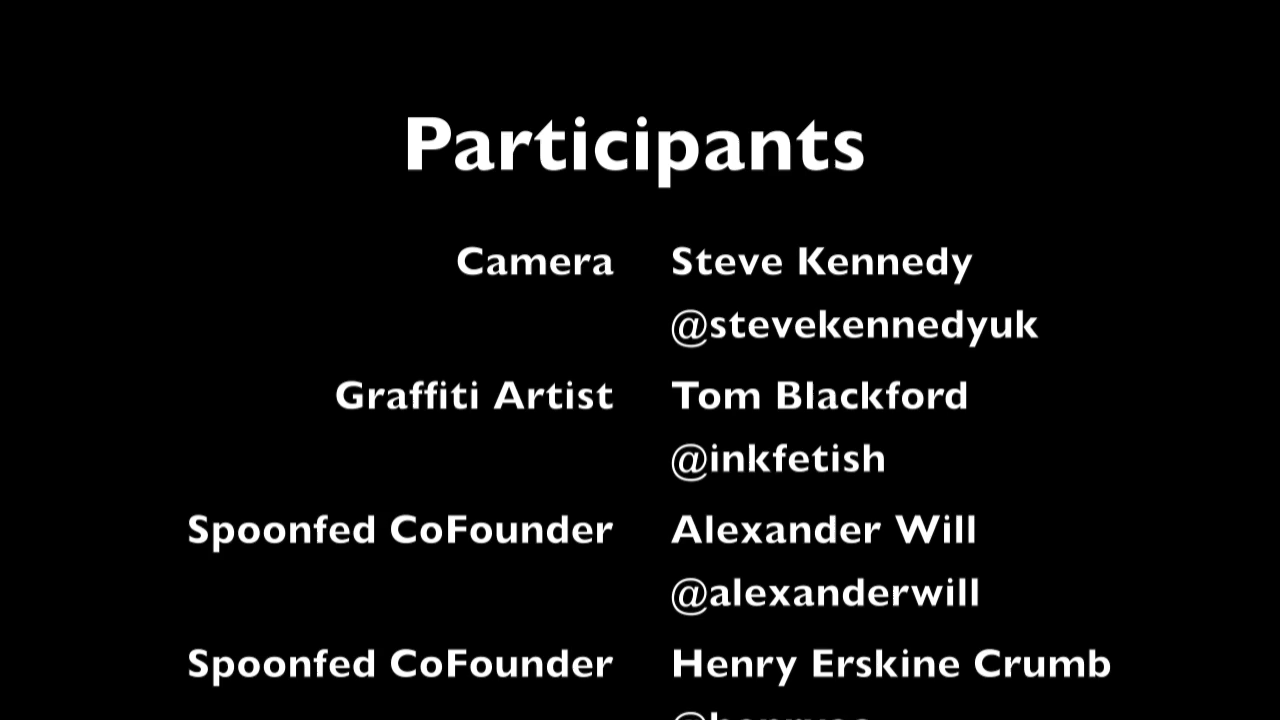 Participants
Camera Steve Kennedy
@stevekennedyuk
Graffiti Artist Tom Blackford
@inkfetish
Spoonfed CoFounder Alexander Will
@alexanderwill
Spoonfed CoFounder Henry Erskine Crumb